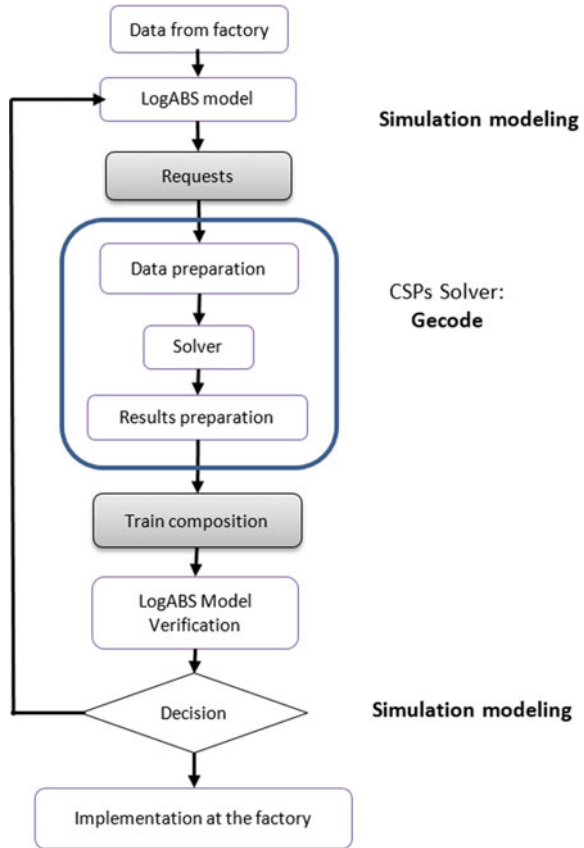 Data from factory
LogABS model
Simulation modeling
Requests
Data preparation
CSPs Solver:
Gecode
Solver
Results preparation
Train composition
LogABS Model
Verification
Decision
Simulation modeling
Implementation at the factory